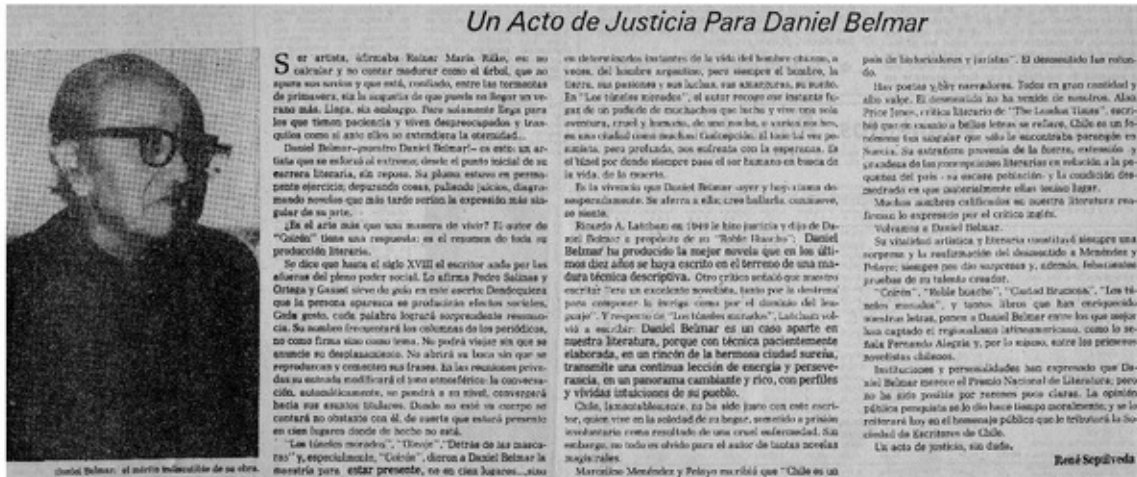 Un Acto de Justicia Para Daniel Belmar
Ser artista, afirmaba Rainer María Rilke, es: no
calcular y no contar madurar como el árbol, que no
apura sus savias y que está, confiado, entre las tormentas
de primavera, sin la angustia de que pueda no llegar un ve-
rano más. Llega, sin embargo. Pero solamente llega para
los que tienen paciencia y viven despreocupados y tran-
quilos como si ante ellos se extendiera la eternidad...
Daniel Belmar—¡nuestro Daniel Belmar!— es esto: un ar-
tista que se esforzó al extremo, desde el punto inicial de su
carrera literaria, sin reposo. Su pluma estuvo en perma-
nente ejercicio; depurando cosas, puliendo juicios, diagra-
mando novelas que más tarde serían la expresión más sin-
gular de su arte.
¿Es el arte más que una manera de vivir? El autor de
"Coirón" tiene una respuesta: es el resumen de toda su
producción literaria.
Se dice que hasta el siglo XVIII el escritor anda por las
afueras del pleno poder social. Lo afirma Pedro Salinas y
Ortega y Gasset sirve de guía en este acerto: Dondequiera
que la persona aparezca se producirán efectos sociales.
Cada gesto, cada palabra logrará sorprendente resonan-
cia. Su nombre frecuentará las columnas de los periódicos,
no como firma sino como tema. No podrá viajar sin que se
anuncie su desplazamiento. No abrirá su boca sin que se
reproduzcan y comenten sus frases. En las reuniones priva-
das su entrada modificará el tono atmosférico: la conversa-
ción, automáticamente, se pondrá a su nivel, convergerá
hacia sus asuntos titulares. Donde no esté su cuerpo se
contará no obstante con él, de suerte que estará presente
en cien lugares donde de hecho no está.
"Los túneles morados", "Detrás de las másca-
ras" y, especialmente, "Coirón", dieron a Daniel Belmar la
maestría para estar presente, no en cien lugares..., sino
en determinados instantes de la vida del hombre chileno, a
veces, del hombre argentino, pero siempre el hombre, la
tierra, sus pasiones y sus luchas, sus amarguras, su sueño.
En "Los túneles morados", el autor recoge ese instante fu-
gaz de un puñado de muchachos que lucha y vive una sola
aventura, cruel y humana, de una noche, o varias noches,
en una ciudad como muchas: Concepción. Al tono tal vez pe-
simista, pero profundo, nos enfrenta con la esperanza. Es
el túnel por donde siempre pasa el ser humano en busca de
la vida, de la muerte.
Es la vivencia que Daniel Belmar -ayer y hoy- ama de-
sesperadamente. Se aferra a ella; cree hallarla, conmueve,
se siente.
Ricardo A. Latcham en 1949 le hizo justicia y dijo de Da-
niel Belmar a propósito de su "Roble Huacho": Daniel
Belmar ha producido la mejor novela que en los últi-
mos diez años se haya escrito en el terreno de una ma-
dura técnica descriptiva. Otro crítico señaló que nuestro
escritor "era un excelente novelista, tanto por la destreza
para componer la intriga como por el dominio del len-
guaje". Y respecto de "Los túneles morados", Latcham vol-
vió a escribir: Daniel Belmar es un caso aparte en
nuestra literatura, porque con técnica pacientemente
elaborada, en un rincón de la hermosa ciudad sureña,
transmite una continua lección de energía y perseve-
rancia, en un panorama cambiante y rico, con perfiles
y vívidas intuiciones de su pueblo.
Chile, lamentablemente, no ha sido justo con este escri-
tor, quien vive en la soledad de su hogar, sometido a prisión
involuntaria como resultado de una cruel enfermedad. Sin
embargo, no todo es olvido para el autor de tantas novelas
magistrales.
Marcelino Menéndez y Pelayo escribió que "Chile es un
país de historiadores y juristas". El desmentido fue rotun-
do.
Hay poetas y hay narradores. Todos en gran cantidad y
alto valor. El desmentido no ha venido de nosotros. Alan
Price Jones, crítico literario de "The London Times", escri-
bió que en cuanto a bellas letras se refiere, Chile es un fe-
nómeno tan singular que sólo le encontraba parangón en
Noruega. Su extrañeza provenía de la fuerza, extensión y
grandeza de las concepciones literarias en relación a la pe-
queñez del país - su escasa población- y la condición des-
medrada en que materialmente ellas tenían lugar.
Muchos nombres calificados en nuestra literatura rea-
firman lo expresado por el crítico inglés.
Volvamos a Daniel Belmar.
Su vitalidad artística y literaria constituyó siempre una
sorpresa y la reafirmación del desmentido a Menéndez y
Pelayo; siempre nos dio sorpresas y, además, fehacientes
pruebas de su talento creador.
"Coirón", "Roble huacho", "Ciudad Brumosa", "Los tú-
neles morados", y tantos libros que han enriquecido
nuestras letras, ponen a Daniel Belmar entre los que mejor
han captado el regionalismo latinoamericano, como lo se-
ñala Fernando Alegría y, por lo mismo, entre los primeros
novelistas chilenos.
Instituciones y personalidades han expresado que Da-
niel Belmar merece el Premio Nacional de Literatura; pero
no ha sido posible por razones poco claras. La opinión
pública penquista se lo dio hace tiempo moralmente, y se lo
reiterará hoy en el homenaje público que le tributará la So-
ciedad de Escritores de Chile.
Un acto de justicia, sin duda.
René Sepúlveda
Daniel Belmar: el mérito indiscutible de su obra.